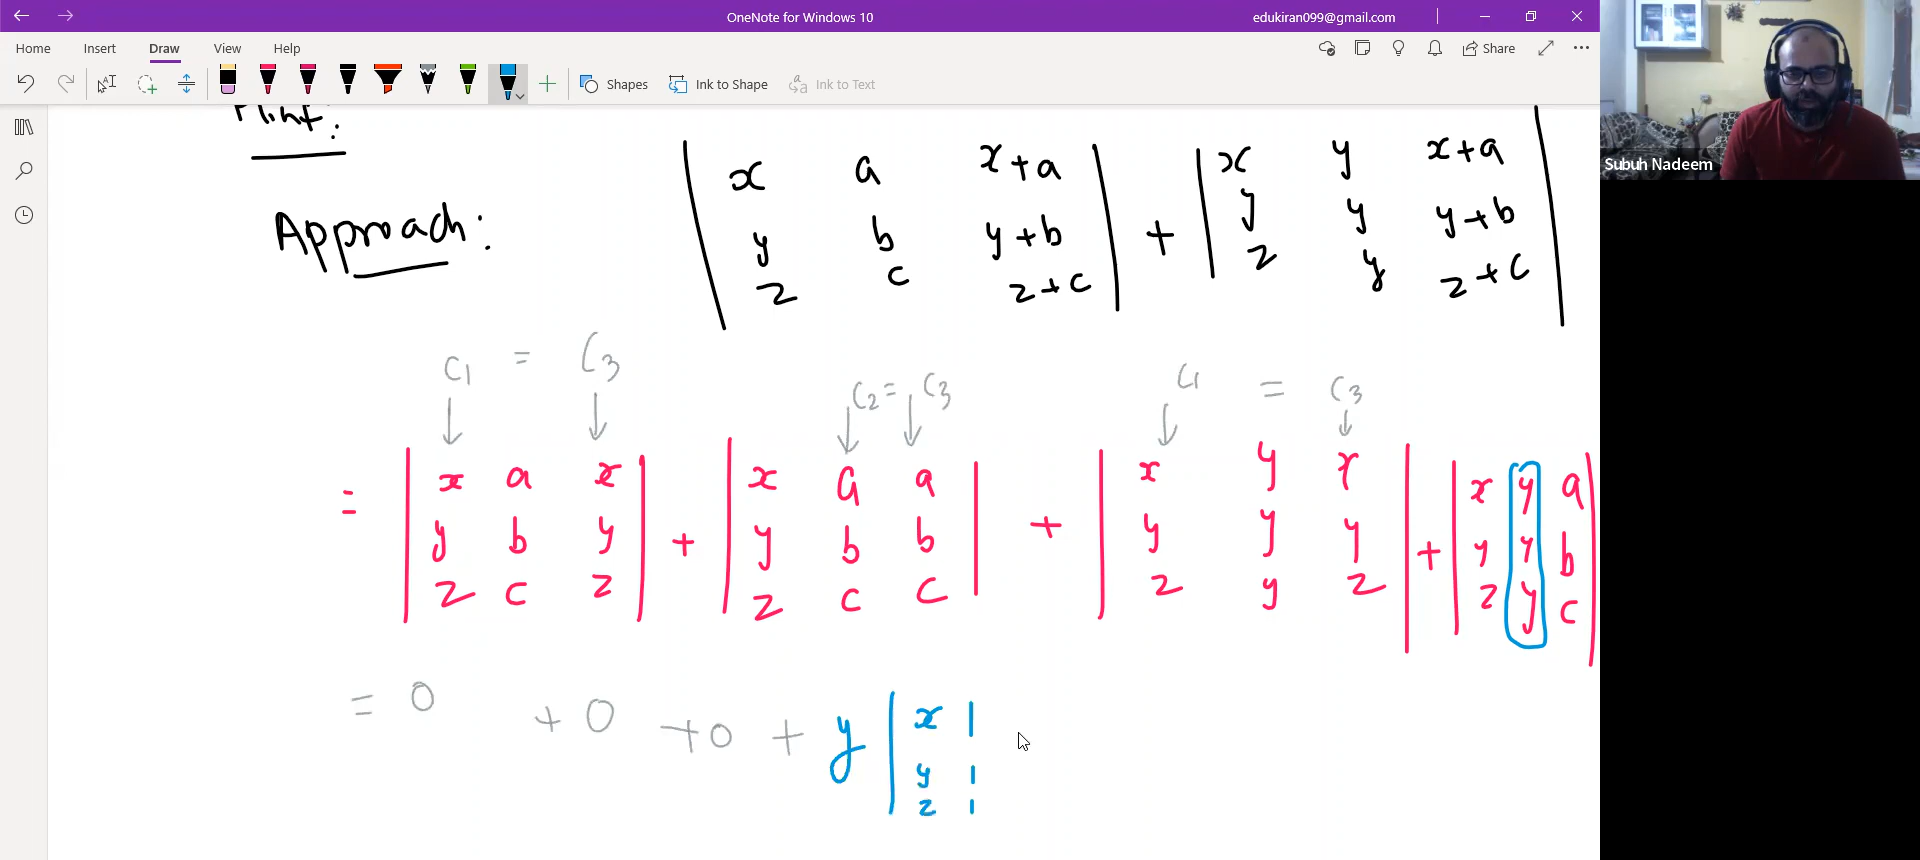 OneNote for Windows 10
edukiran099@gmail.com
Home Insert Draw View Help
Share
Shapes Ink to Shape Ink to Text
Subuh Nadeem
Hint:
Approach:
| x a x+a | + | x y x+a |
| y b y+b | | y y y+b |
| z c z+c | | z y z+c |
C1 = C3 C2 = C3 C1 = C3
= | x a x | + | x a a | + | x y x | + | x y a |
| y b y | | y b b | | y y y | | y y b |
| z c z | | z c c | | z y z | | z y c |
= 0 + 0 + 0 + y | x 1
y 1
z 1